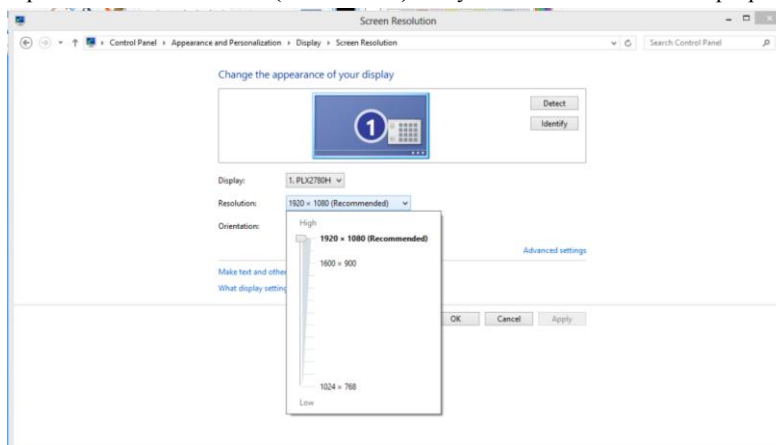 Screen Resolution
Control Panel Appearance and Personalization Display Screen Resolution
Search Control Panel
Change the appearance of your display
Detect
1
Identify
Display: 1. PLX2780H
Resolution: 1920 × 1080 (Recommended)
Orientation:
High
1920 × 1080 (Recommended)
Advanced settings
1600 × 900
Make text and other
What display setting
OK Cancel Apply
1024 × 768
Low